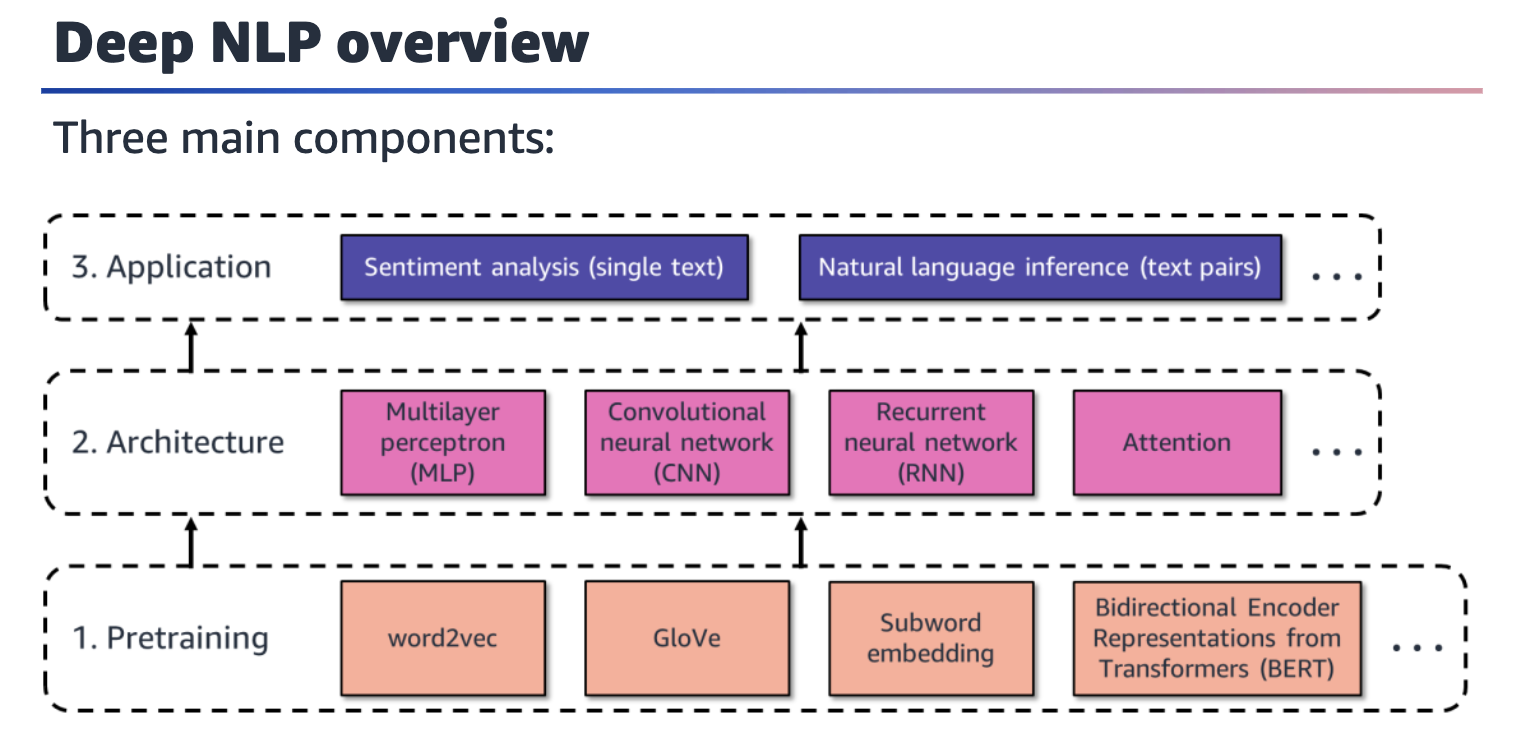 Deep NLP overview
Three main components:
3. Application
Sentiment analysis (single text)
Natural language inference (text pairs)
...
2. Architecture
Multilayer
perceptron
(MLP)
Convolutional
neural network
(CNN)
Recurrent
neural network
(RNN)
Attention
...
1. Pretraining
word2vec
GloVe
Subword
embedding
Bidirectional Encoder
Representations from
Transformers (BERT)
...